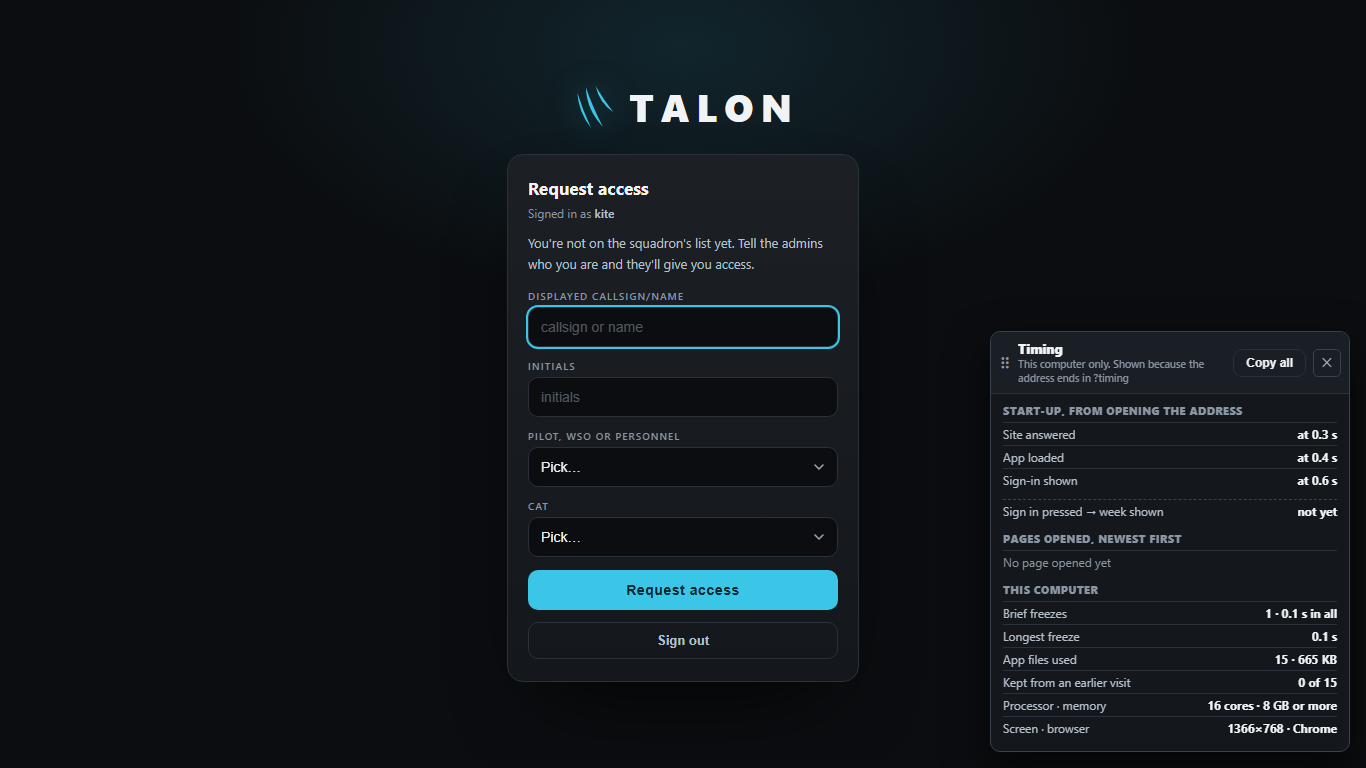 TALON
Request access
Signed in as kite
You're not on the squadron's list yet. Tell the admins
who you are and they'll give you access.
DISPLAYED CALLSIGN/NAME
callsign or name
INITIALS
initials
PILOT, WSO OR PERSONNEL
Pick...
CAT
Pick...
Request access
Sign out
Timing
This computer only. Shown because the
address ends in ?timing
Copy all
START-UP, FROM OPENING THE ADDRESS
Site answered at 0.3 s
App loaded at 0.4 s
Sign-in shown at 0.6 s
Sign in pressed → week shown not yet
PAGES OPENED, NEWEST FIRST
No page opened yet
THIS COMPUTER
Brief freezes 1 · 0.1 s in all
Longest freeze 0.1 s
App files used 15 · 665 KB
Kept from an earlier visit 0 of 15
Processor · memory 16 cores · 8 GB or more
Screen · browser 1366×768 · Chrome